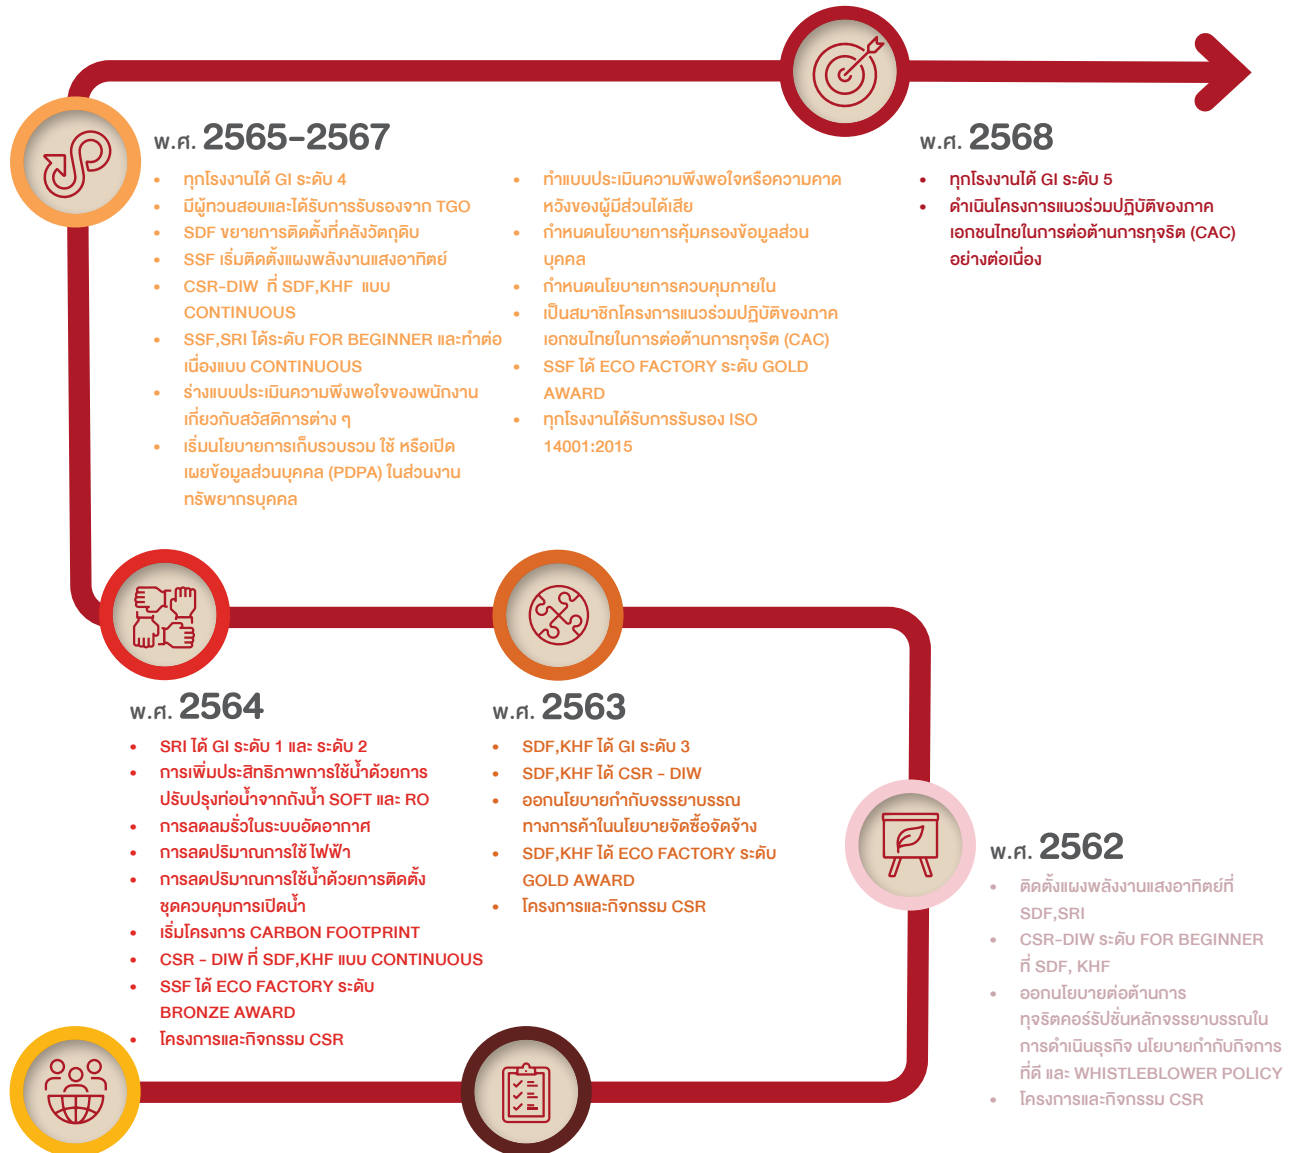 พ.ศ. 2565-2567
• ทุกโรงงานได้ GI ระดับ 4
• มีผู้ทวนสอบและได้รับการรับรองจาก TGO
• SDF ขยายการติดตั้งที่คลังวัตถุดิบ
• SSF เริ่มติดตั้งแผงพลังงานแสงอาทิตย์
• CSR-DIW ที่ SDF,KHF แบบ
CONTINUOUS
• SSF,SRI ได้ระดับ FOR BEGINNER และทำต่อ
เนื่องแบบ CONTINUOUS
• ร่างแบบประเมินความพึงพอใจของพนักงาน
เกี่ยวกับสวัสดิการต่าง ๆ
• เริ่มนโยบายการเก็บรวบรวม ใช้ หรือเปิด
เผยข้อมูลส่วนบุคคล (PDPA) ในส่วนงาน
ทรัพยากรบุคคล
• ทำแบบประเมินความพึงพอใจหรือความคาด
หวังของผู้มีส่วนได้เสีย
• กำหนดนโยบายการคุ้มครองข้อมูลส่วน
บุคคล
• กำหนดนโยบายการควบคุมภายใน
• เป็นสมาชิกโครงการแนวร่วมปฏิบัติของภาค
เอกชนไทยในการต่อต้านการทุจริต (CAC)
• SSF ได้ ECO FACTORY ระดับ GOLD
AWARD
• ทุกโรงงานได้รับการรับรอง ISO
14001:2015
พ.ศ. 2568
• ทุกโรงงานได้ GI ระดับ 5
• ดำเนินโครงการแนวร่วมปฏิบัติของภาค
เอกชนไทยในการต่อต้านการทุจริต (CAC)
อย่างต่อเนื่อง
พ.ศ. 2564
• SRI ได้ GI ระดับ 1 และ ระดับ 2
• การเพิ่มประสิทธิภาพการใช้น้ำด้วยการ
ปรับปรุงท่อน้ำจากถังน้ำ SOFT และ RO
• การลดลมรั่วในระบบอัดอากาศ
• การลดปริมาณการใช้ไฟฟ้า
• การลดปริมาณการใช้น้ำด้วยการติดตั้ง
ชุดควบคุมการเปิดน้ำ
• เริ่มโครงการ CARBON FOOTPRINT
• CSR - DIW ที่ SDF,KHF แบบ CONTINUOUS
• SSF ได้ ECO FACTORY ระดับ
BRONZE AWARD
• โครงการและกิจกรรม CSR
พ.ศ. 2563
• SDF,KHF ได้ GI ระดับ 3
• SDF,KHF ได้ CSR - DIW
• ออกนโยบายกำกับจรรยาบรรณ
ทางการค้าในนโยบายจัดซื้อจัดจ้าง
• SDF,KHF ได้ ECO FACTORY ระดับ
GOLD AWARD
• โครงการและกิจกรรม CSR
พ.ศ. 2562
• ติดตั้งแผงพลังงานแสงอาทิตย์ที่
SDF,SRI
• CSR-DIW ระดับ FOR BEGINNER
ที่ SDF, KHF
• ออกนโยบายต่อต้านการ
ทุจริตคอร์รัปชั่นหลักจรรยาบรรณใน
การดำเนินธุรกิจ นโยบายกำกับกิจการ
ที่ดี และ WHISTLEBLOWER POLICY
• โครงการและกิจกรรม CSR